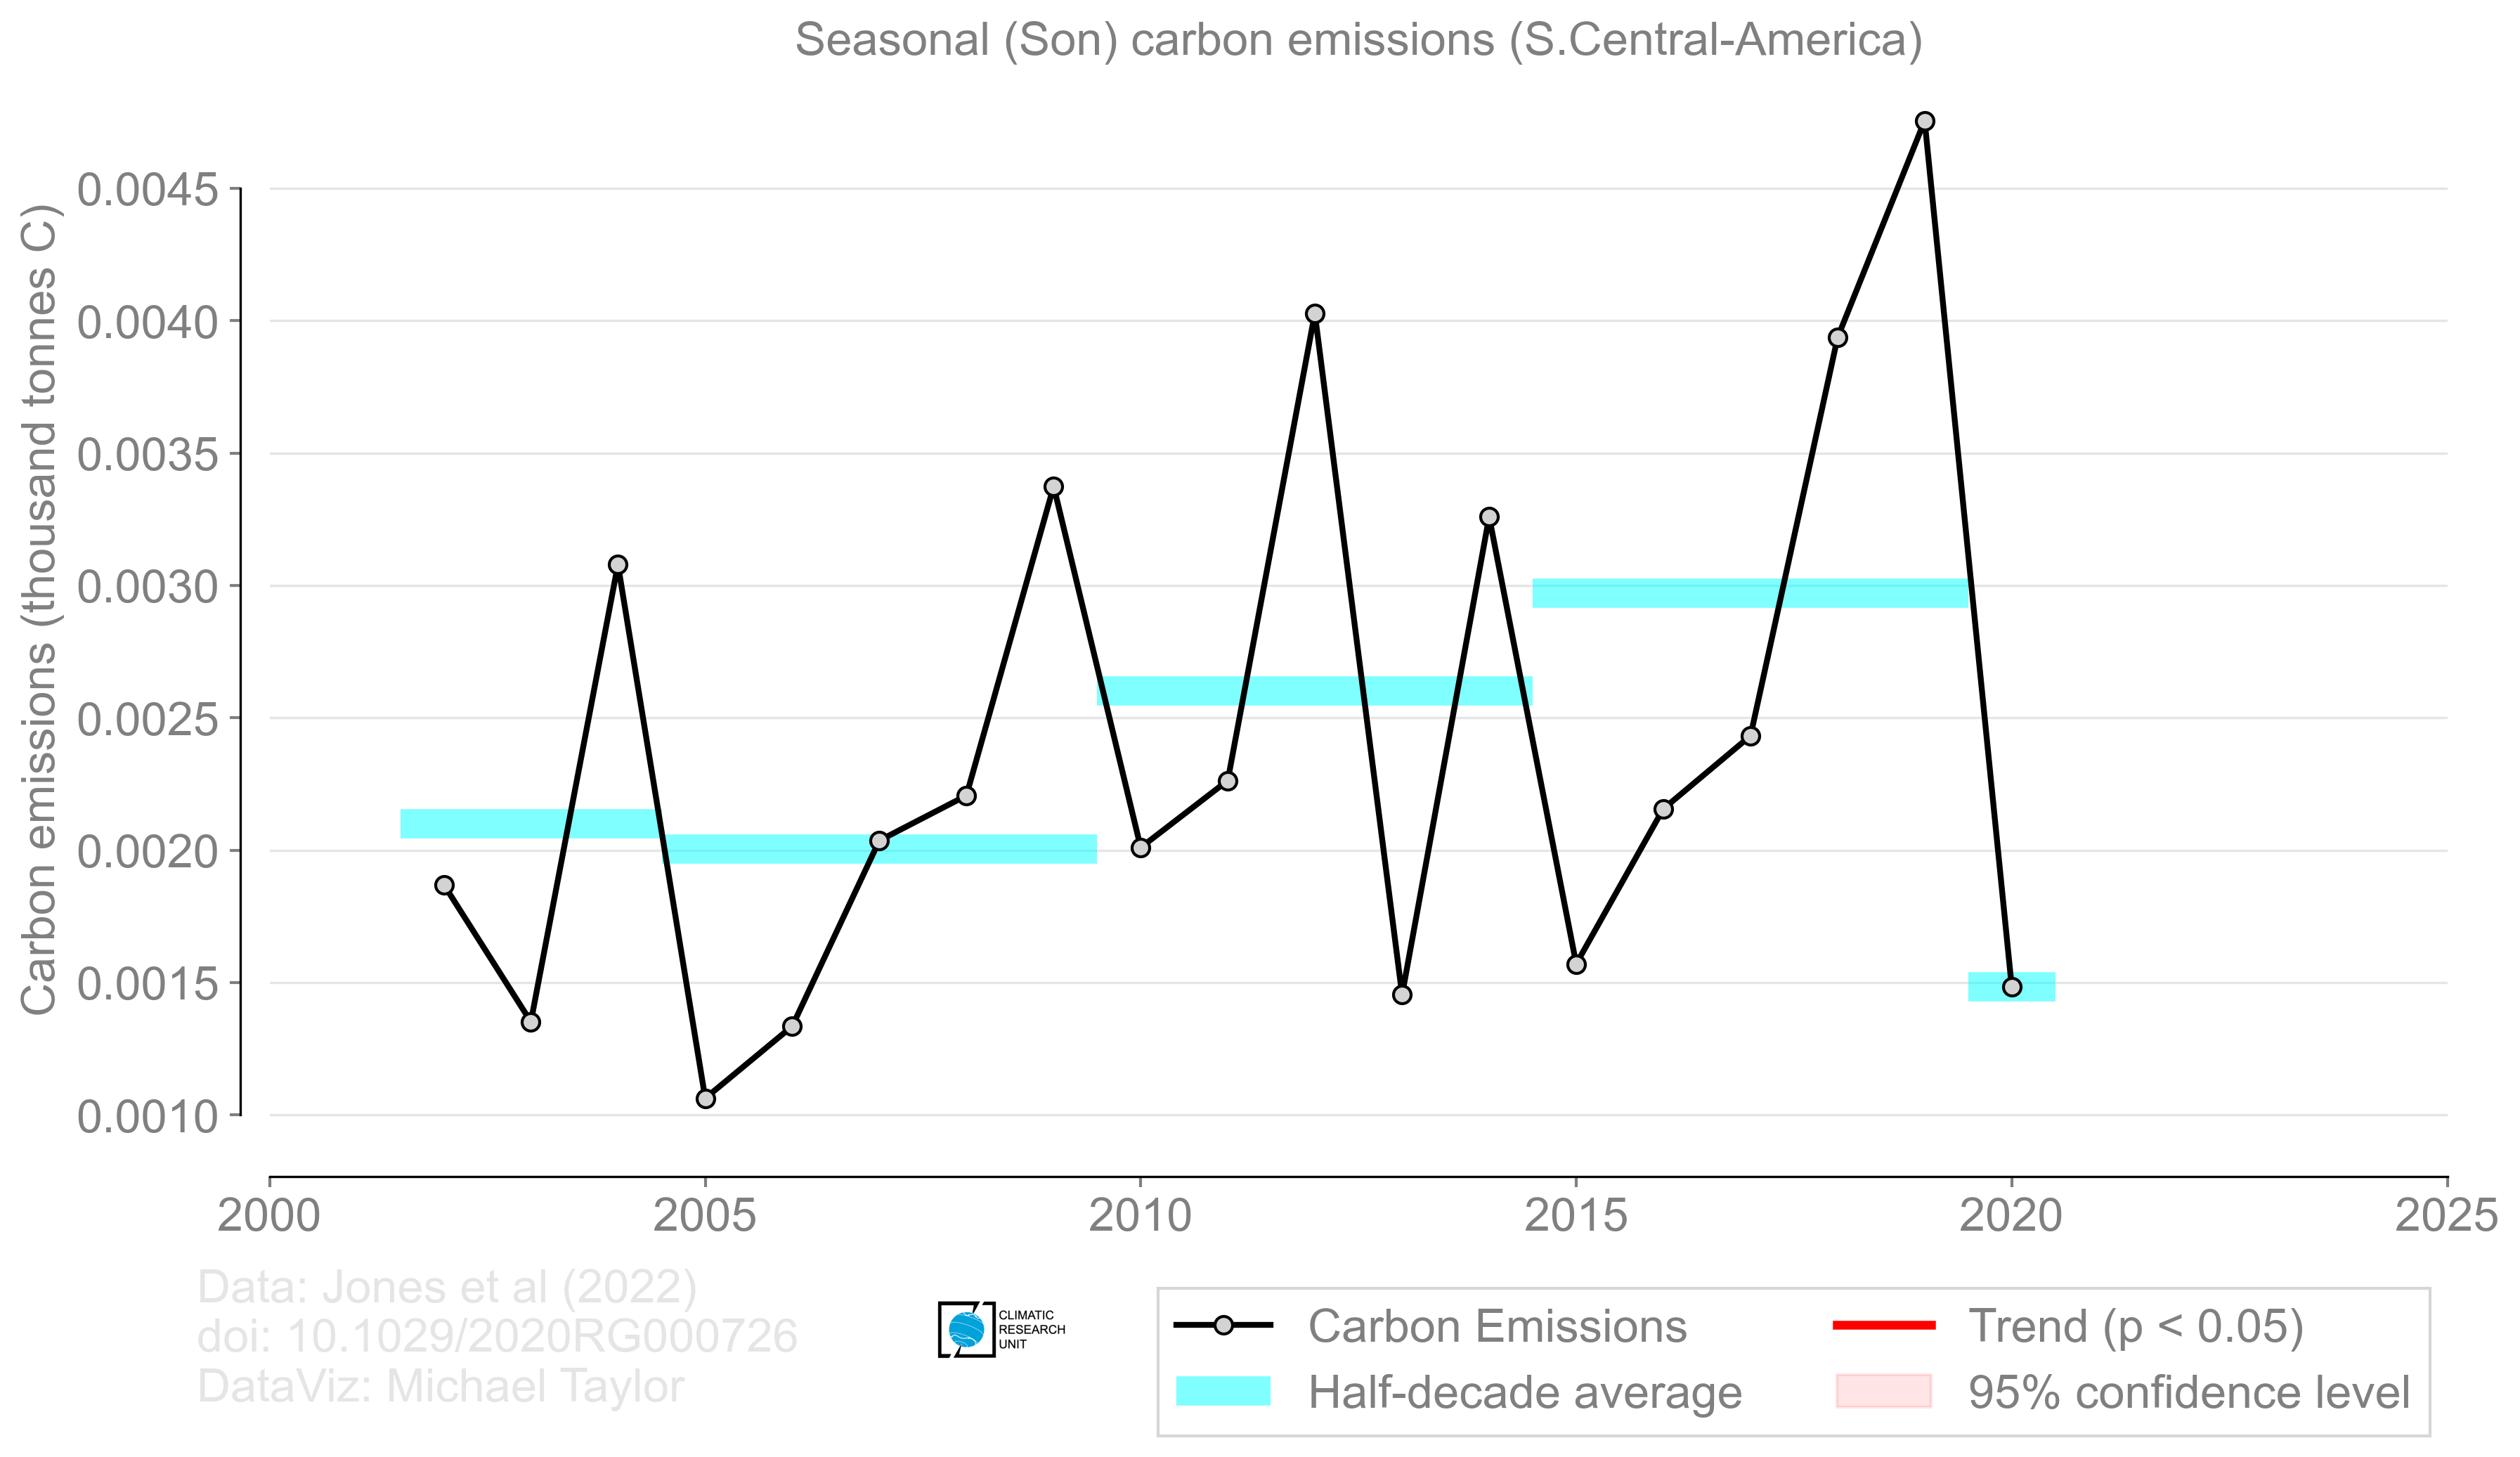 Seasonal (Son) carbon emissions (S.Central-America)
Carbon emissions (thousand tonnes C)
0.0045
0.0040
0.0035
0.0030
0.0025
0.0020
0.0015
0.0010
2000 2005 2010 2015 2020 2025
Data: Jones et al (2022)
doi: 10.1029/2020RG000726
DataViz: Michael Taylor
CLIMATIC
RESEARCH
UNIT
Carbon Emissions
Half-decade average
Trend (p < 0.05)
95% confidence level